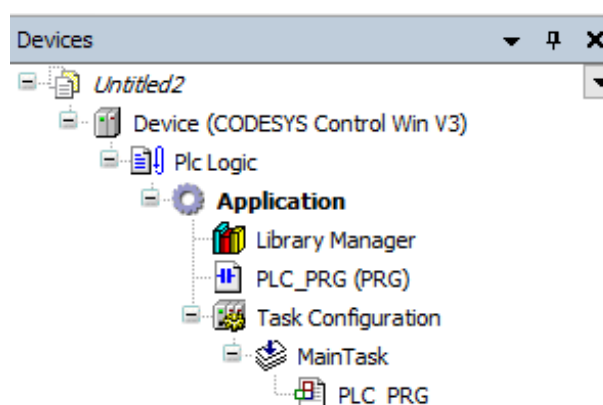 Devices
Untitled2
Device (CODESYS Control Win V3)
Plc Logic
Application
Library Manager
PLC_PRG (PRG)
Task Configuration
MainTask
PLC_PRG